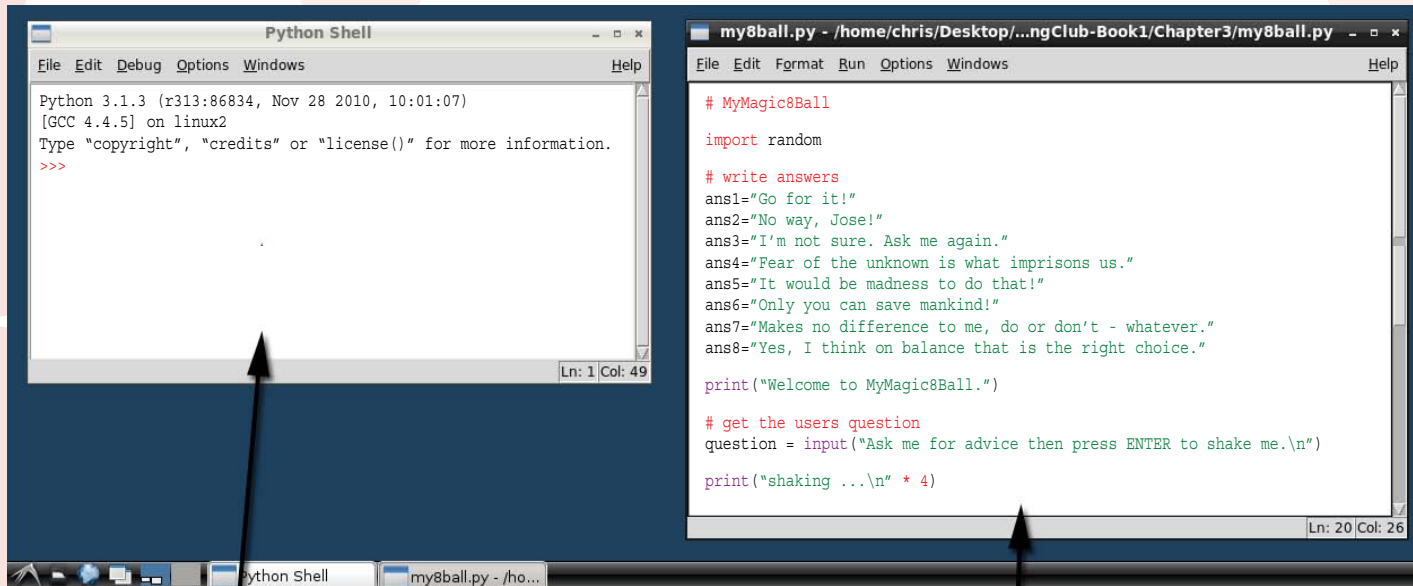 Python Shell
File Edit Debug Options Windows Help
Python 3.1.3 (r313:86834, Nov 28 2010, 10:01:07)
[GCC 4.4.5] on linux2
Type “copyright”, “credits” or “license()” for more information.
>>>
Ln: 1 Col: 49
my8ball.py - /home/chris/Desktop/...ngClub-Book1/Chapter3/my8ball.py
File Edit Format Run Options Windows Help
# MyMagic8Ball
import random
# write answers
ans1=”Go for it!”
ans2=”No way, Jose!”
ans3=”I’m not sure. Ask me again.”
ans4=”Fear of the unknown is what imprisons us.”
ans5=”It would be madness to do that!”
ans6=”Only you can save mankind!”
ans7=”Makes no difference to me, do or don’t - whatever.”
ans8=”Yes, I think on balance that is the right choice.”
print(“Welcome to MyMagic8Ball.”)
# get the users question
question = input(“Ask me for advice then press ENTER to shake me.\n”)
print(“shaking ...\n” * 4)
Ln: 20 Col: 26
Python Shell
my8ball.py - /ho...